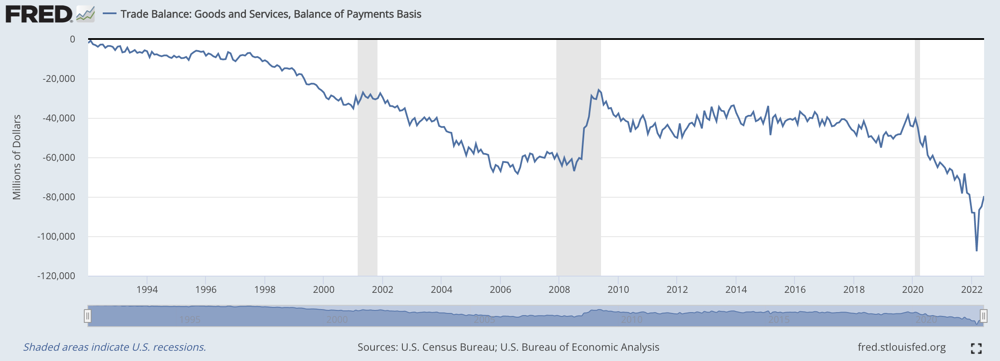 FRED ® Trade Balance: Goods and Services, Balance of Payments Basis
Millions of Dollars
0
-20,000
-40,000
-60,000
-80,000
-100,000
-120,000
1994 1996 1998 2000 2002 2004 2006 2008 2010 2012 2014 2016 2018 2020 2022
1995 2000 2005 2010 2015 2020
Shaded areas indicate U.S. recessions. Sources: U.S. Census Bureau; U.S. Bureau of Economic Analysis fred.stlouisfed.org